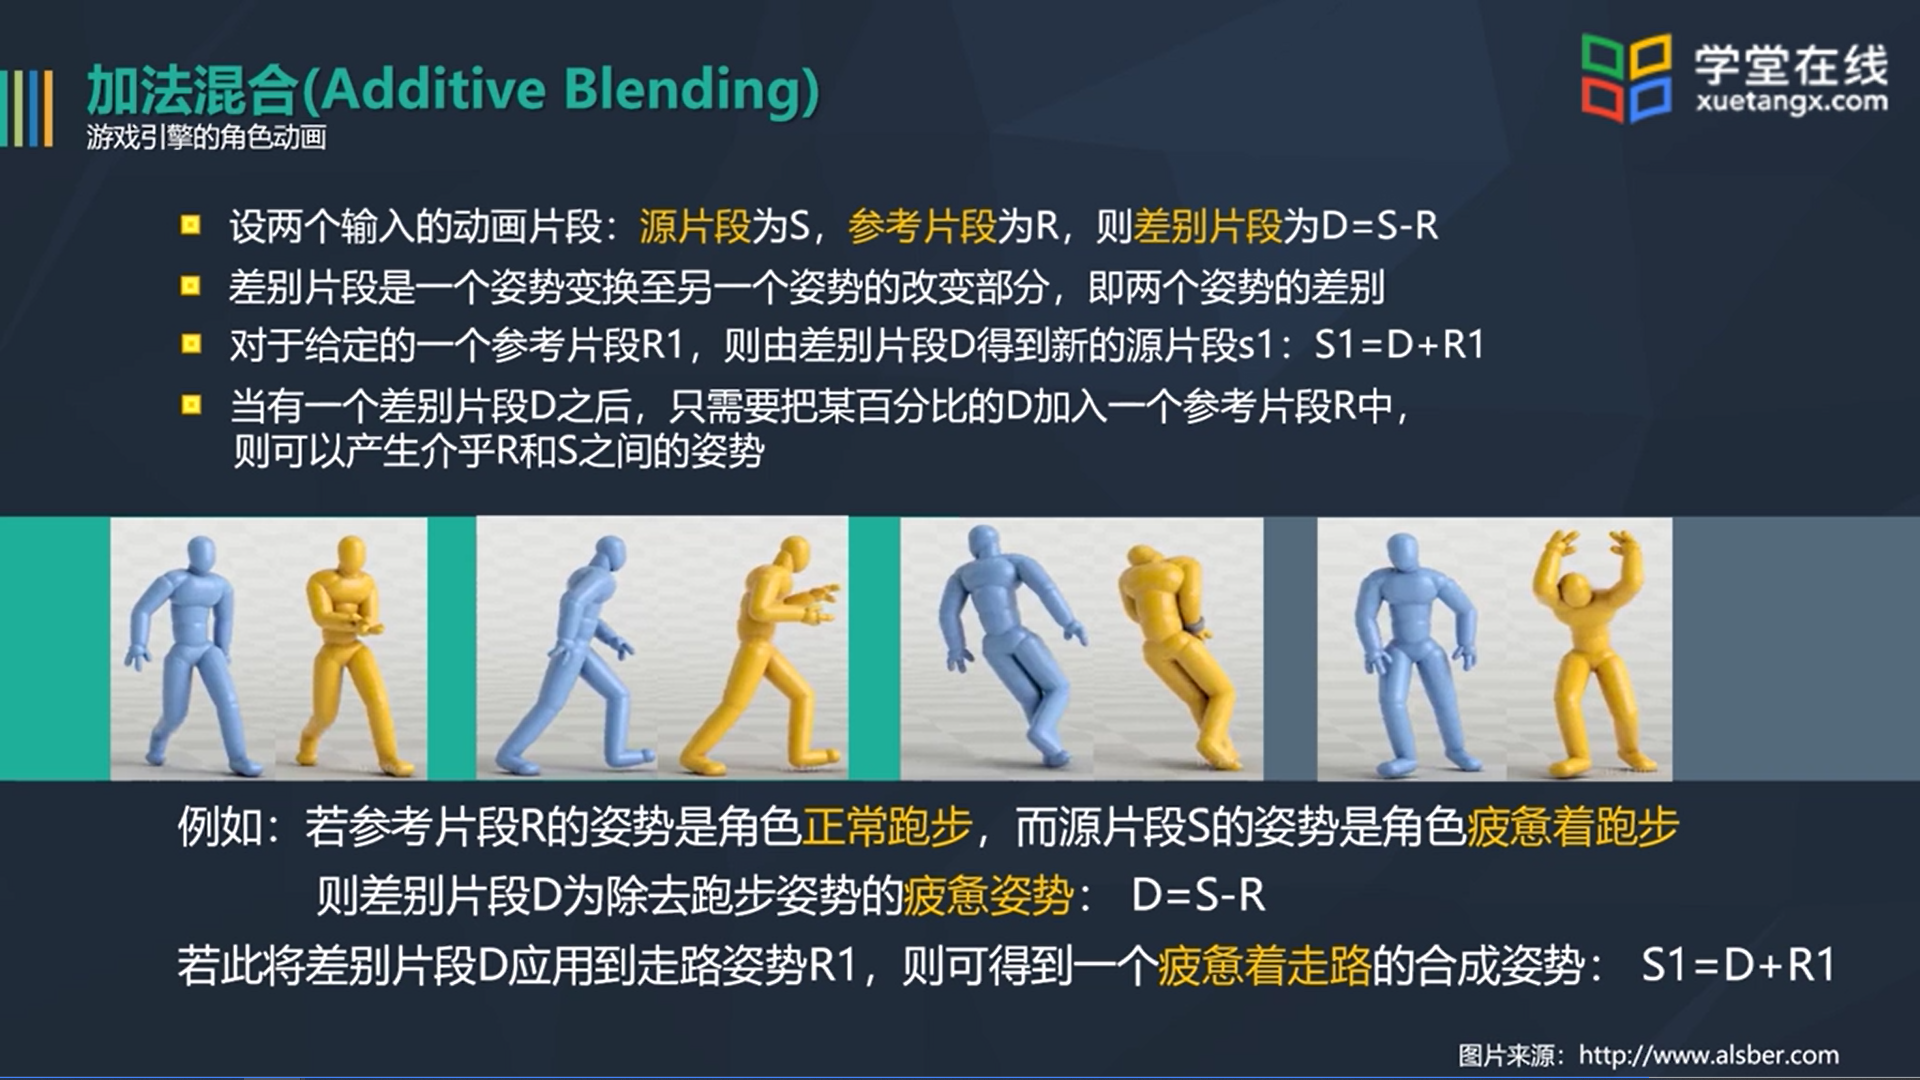 加法混合(Additive Blending)
游戏引擎的角色动画
学堂在线
xuetangx.com
设两个输入的动画片段：源片段为S，参考片段为R，则差别片段为D=S-R
差别片段是一个姿势变换至另一个姿势的改变部分，即两个姿势的差别
对于给定的一个参考片段R1，则由差别片段D得到新的源片段s1：S1=D+R1
当有一个差别片段D之后，只需要把某百分比的D加入一个参考片段R中，
则可以产生介乎R和S之间的姿势
例如：若参考片段R的姿势是角色正常跑步，而源片段S的姿势是角色疲惫着跑步
则差别片段D为除去跑步姿势的疲惫姿势： D=S-R
若此将差别片段D应用到走路姿势R1，则可得到一个疲惫着走路的合成姿势： S1=D+R1
图片来源：http://www.alsber.com